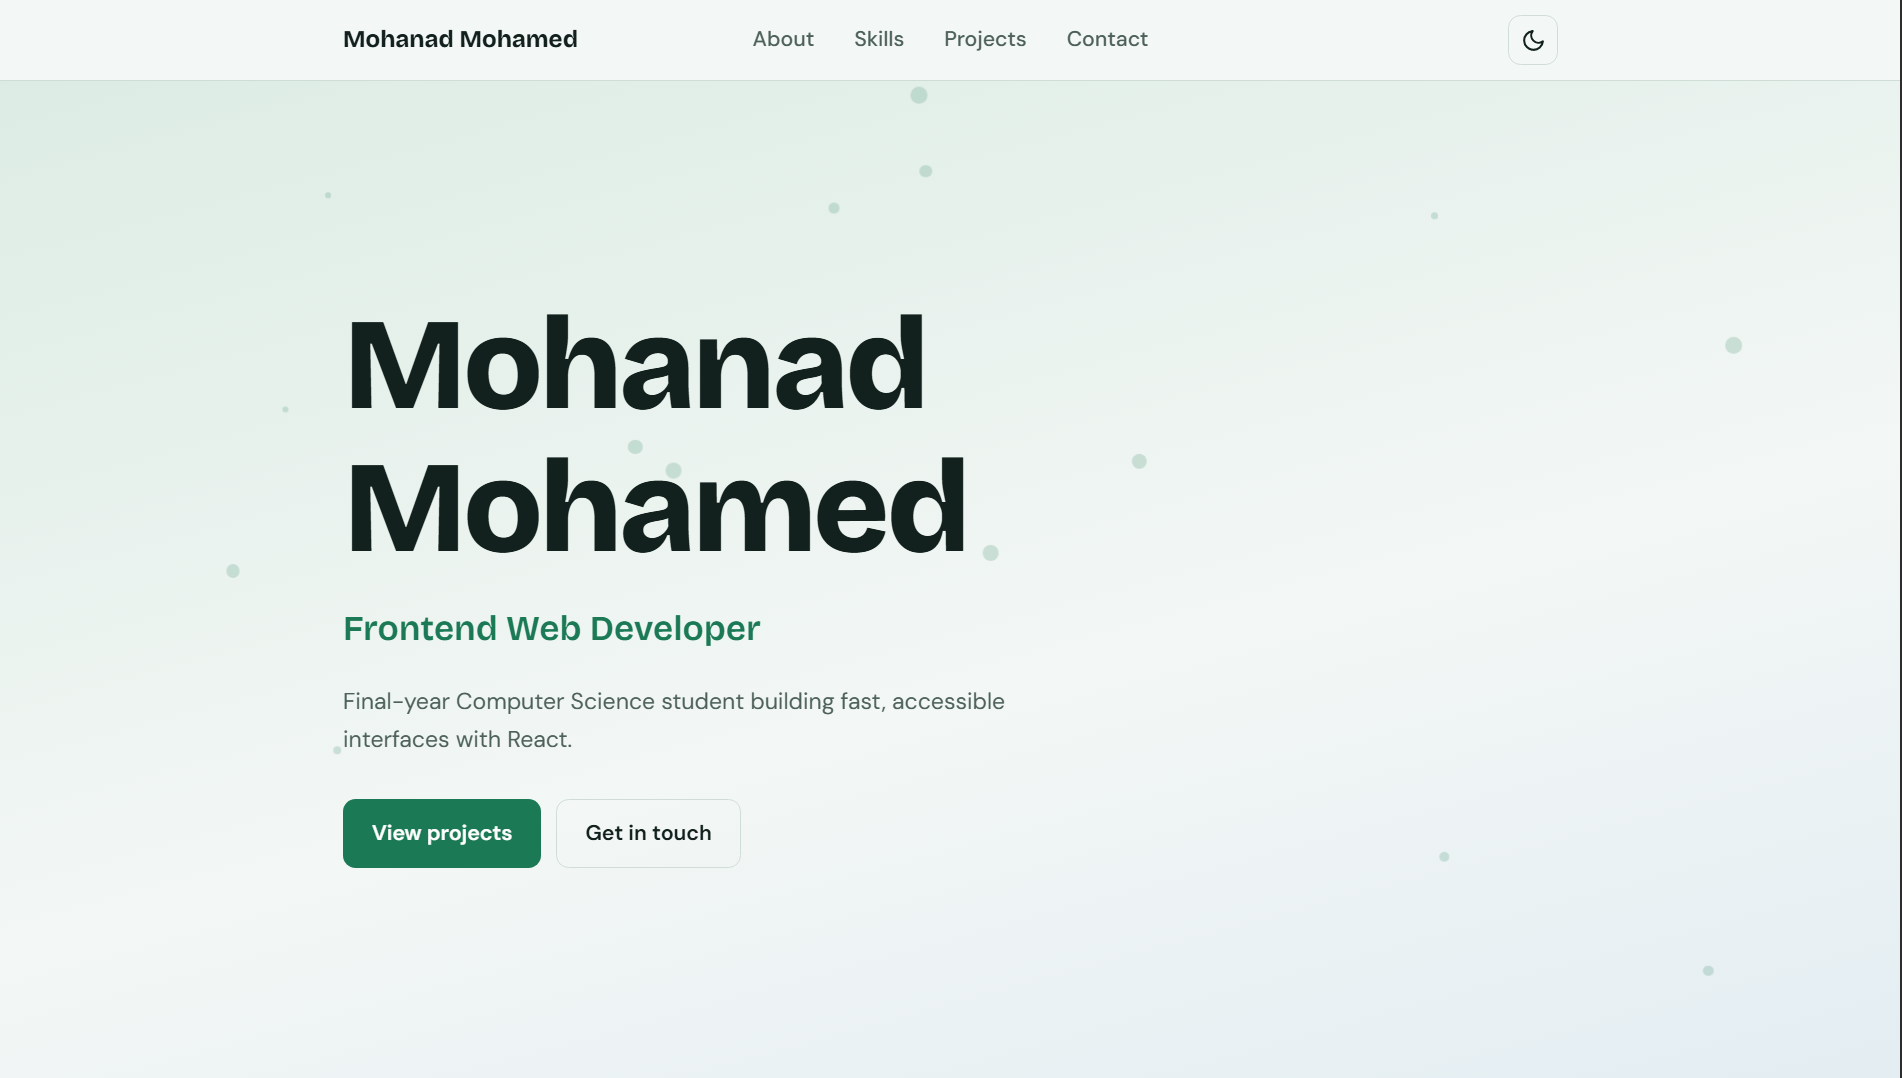 Mohanad Mohamed
About Skills Projects Contact
Mohanad
Mohamed
Frontend Web Developer
Final-year Computer Science student building fast, accessible
interfaces with React.
View projects Get in touch